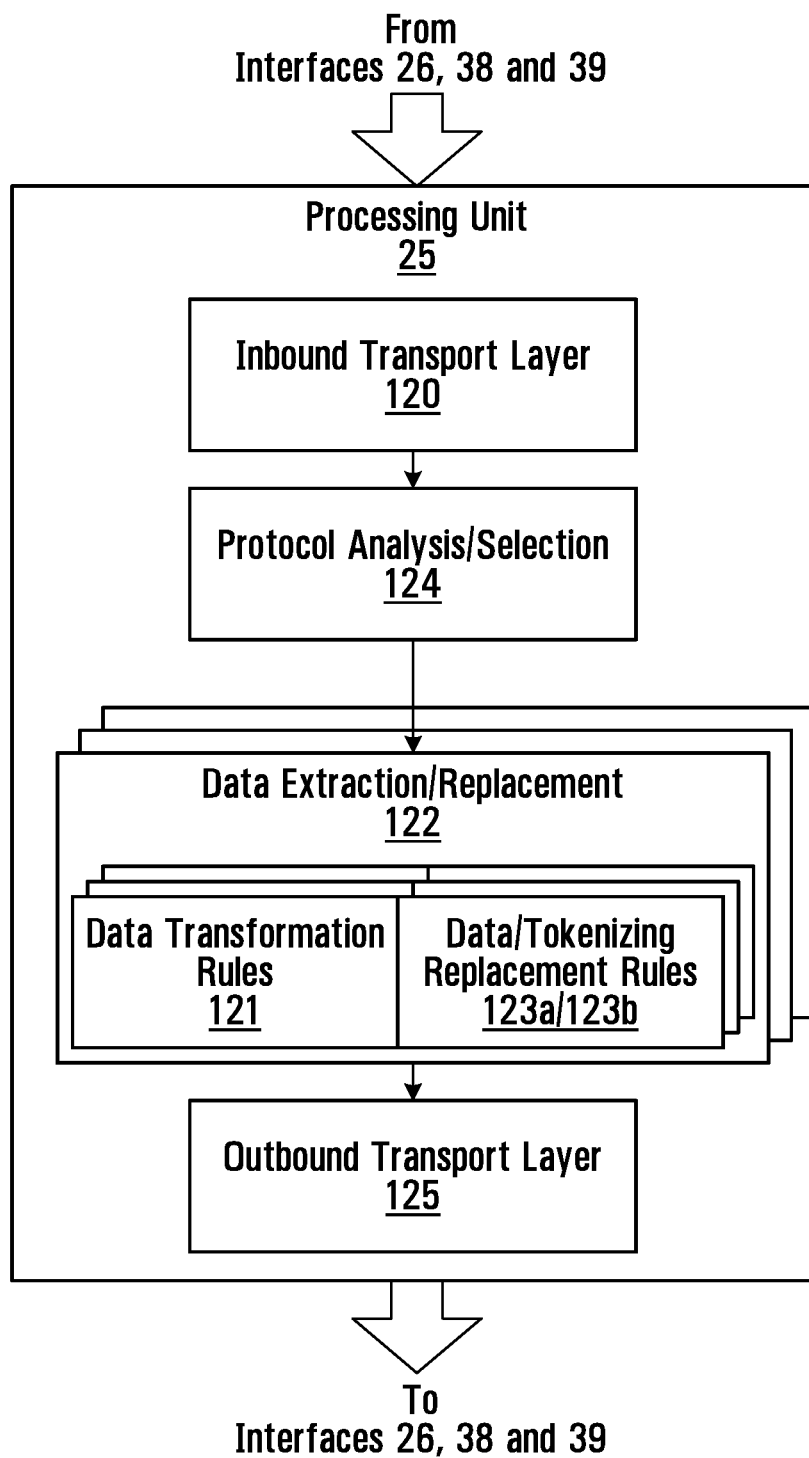 From
Interfaces 26, 38 and 39
Processing Unit
25
Inbound Transport Layer
120
Protocol Analysis/Selection
124
Data Extraction/Replacement
122
Data Transformation
Rules
121
Data/Tokenizing
Replacement Rules
123a/123b
Outbound Transport Layer
125
To
Interfaces 26, 38 and 39